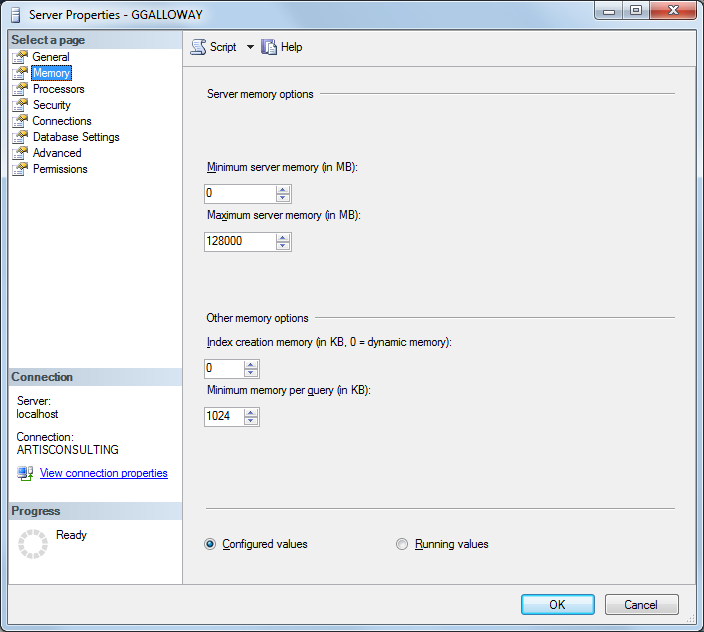 Server Properties - GGALLOWAY
Select a page
General
Memory
Processors
Security
Connections
Database Settings
Advanced
Permissions
Connection
Server:
localhost
Connection:
ARTISCONSULTING
View connection properties
Progress
Ready
Script
Help
Server memory options
Minimum server memory (in MB):
0
Maximum server memory (in MB):
128000
Other memory options
Index creation memory (in KB, 0 = dynamic memory):
0
Minimum memory per query (in KB):
1024
Configured values
Running values
OK
Cancel